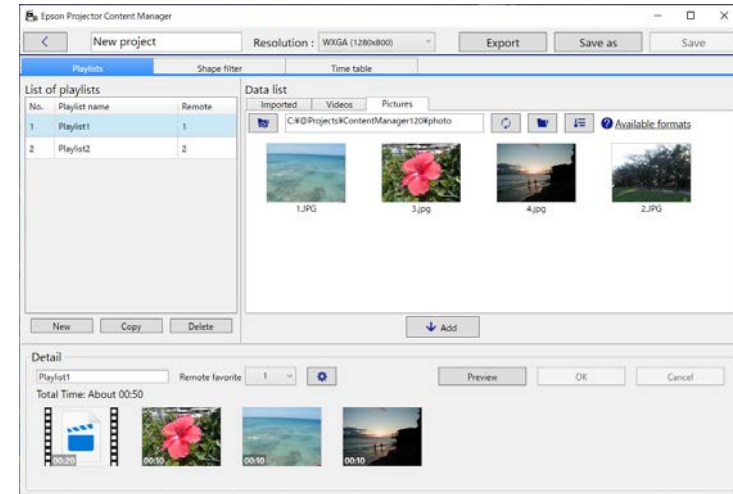 Epson Projector Content Manager
New project Resolution : WXGA (1280x800) Export Save as Save
Playlists Shape filter Time table
List of playlists Data list
No. Playlist name Remote Imported Videos Pictures
C:¥@Projects¥ContentManager120¥photo Available formats
1 Playlist1 1
2 Playlist2 2
1.JPG 3.jpg 4.jpg 2.JPG
New Copy Delete Add
Detail
Playlist1 Remote favorite 1 Preview OK Cancel
Total Time: About 00:50
00:20 00:10 00:10 00:10